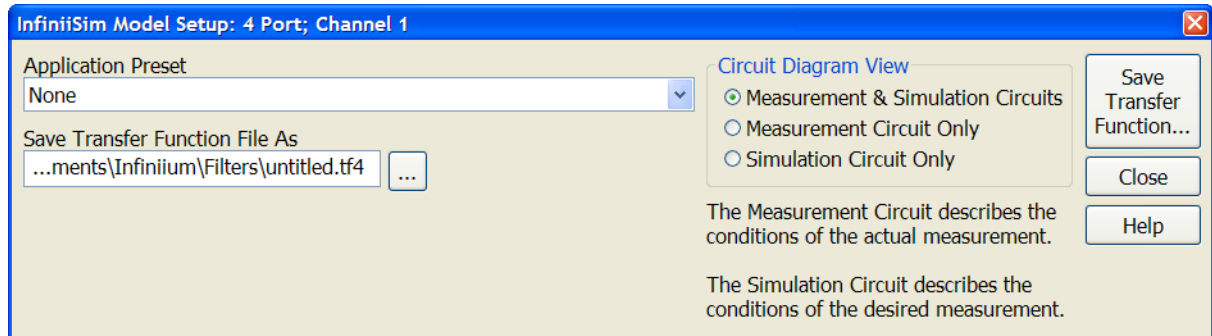 InfiniiSim Model Setup: 4 Port; Channel 1
Application Preset
None
Save Transfer Function File As
...ments\Infiniium\Filters\untitled.tf4
...
Circuit Diagram View
Measurement & Simulation Circuits
Measurement Circuit Only
Simulation Circuit Only
The Measurement Circuit describes the
conditions of the actual measurement.
The Simulation Circuit describes the
conditions of the desired measurement.
Save
Transfer
Function...
Close
Help